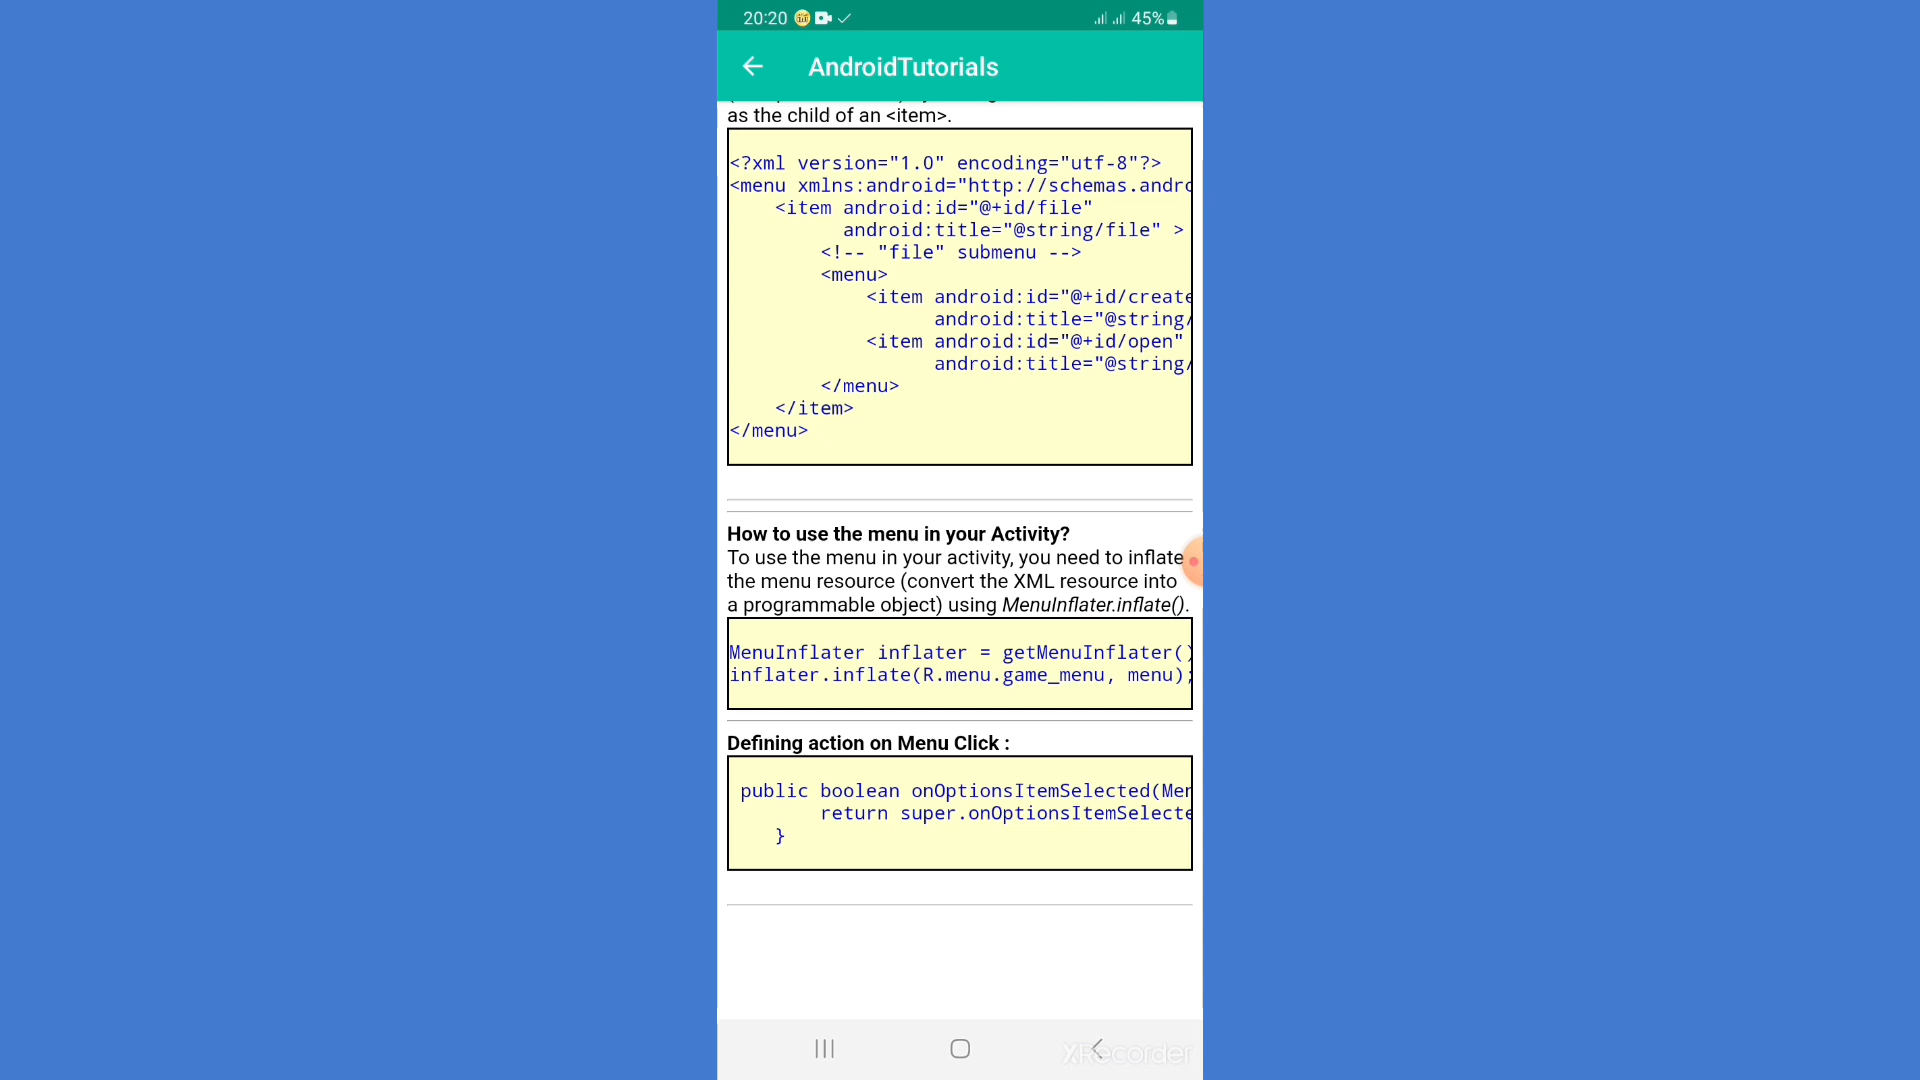 20:20 45%
AndroidTutorials
as the child of an <item>.
<?xml version="1.0" encoding="utf-8"?>
<menu xmlns:android="http://schemas.andro
<item android:id="@+id/file"
android:title="@string/file" >
<!-- "file" submenu -->
<menu>
<item android:id="@+id/create
android:title="@string/
<item android:id="@+id/open"
android:title="@string/
</menu>
</item>
</menu>
How to use the menu in your Activity?
To use the menu in your activity, you need to inflate
the menu resource (convert the XML resource into
a programmable object) using MenuInflater.inflate().
MenuInflater inflater = getMenuInflater()
inflater.inflate(R.menu.game_menu, menu);
Defining action on Menu Click :
public boolean onOptionsItemSelected(Men
return super.onOptionsItemSelecte
}
XRecorder